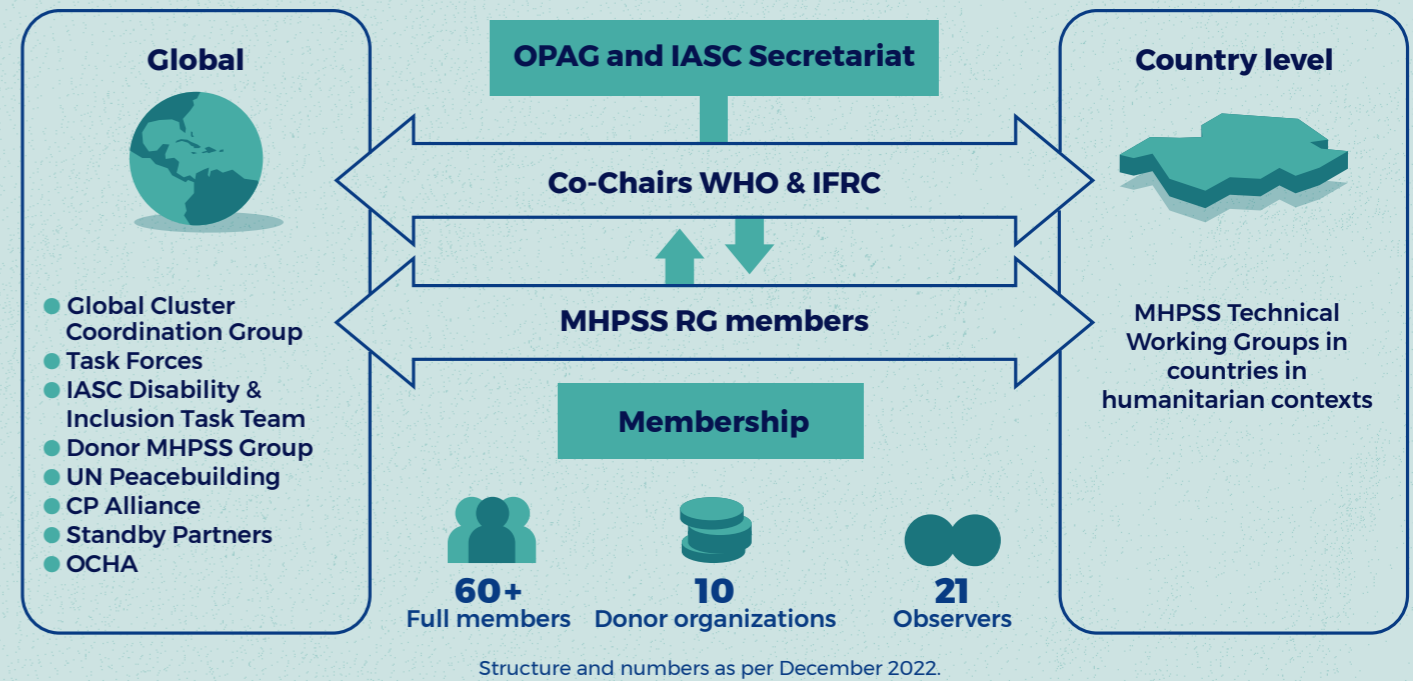 Global
Global Cluster
Coordination Group
Task Forces
IASC Disability &
Inclusion Task Team
Donor MHPSS Group
UN Peacebuilding
CP Alliance
Standby Partners
OCHA
OPAG and IASC Secretariat
Co-Chairs WHO & IFRC
MHPSS RG members
Membership
60+
Full members
10
Donor organizations
21
Observers
Country level
MHPSS Technical
Working Groups in
countries in
humanitarian contexts
Structure and numbers as per December 2022.